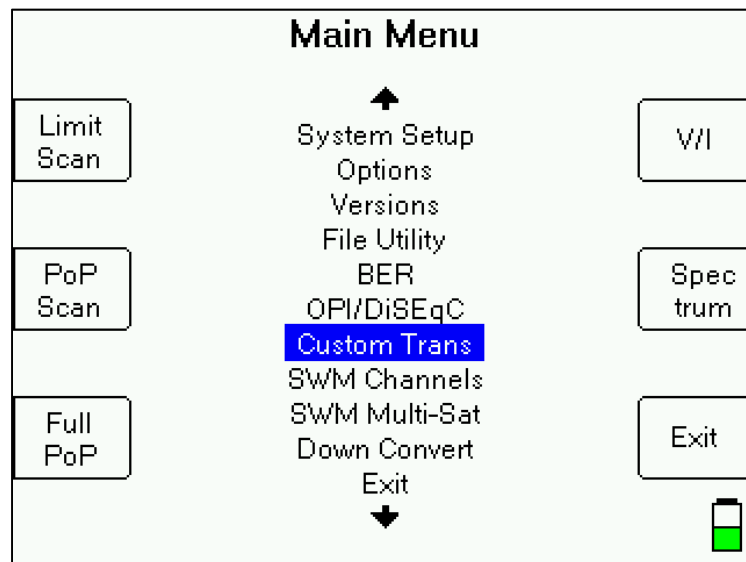 Main Menu
Limit
Scan
PoP
Scan
Full
PoP
System Setup
Options
Versions
File Utility
BER
OPI/DiSEqC
Custom Trans
SWM Channels
SWM Multi-Sat
Down Convert
Exit
V/I
Spec
trum
Exit